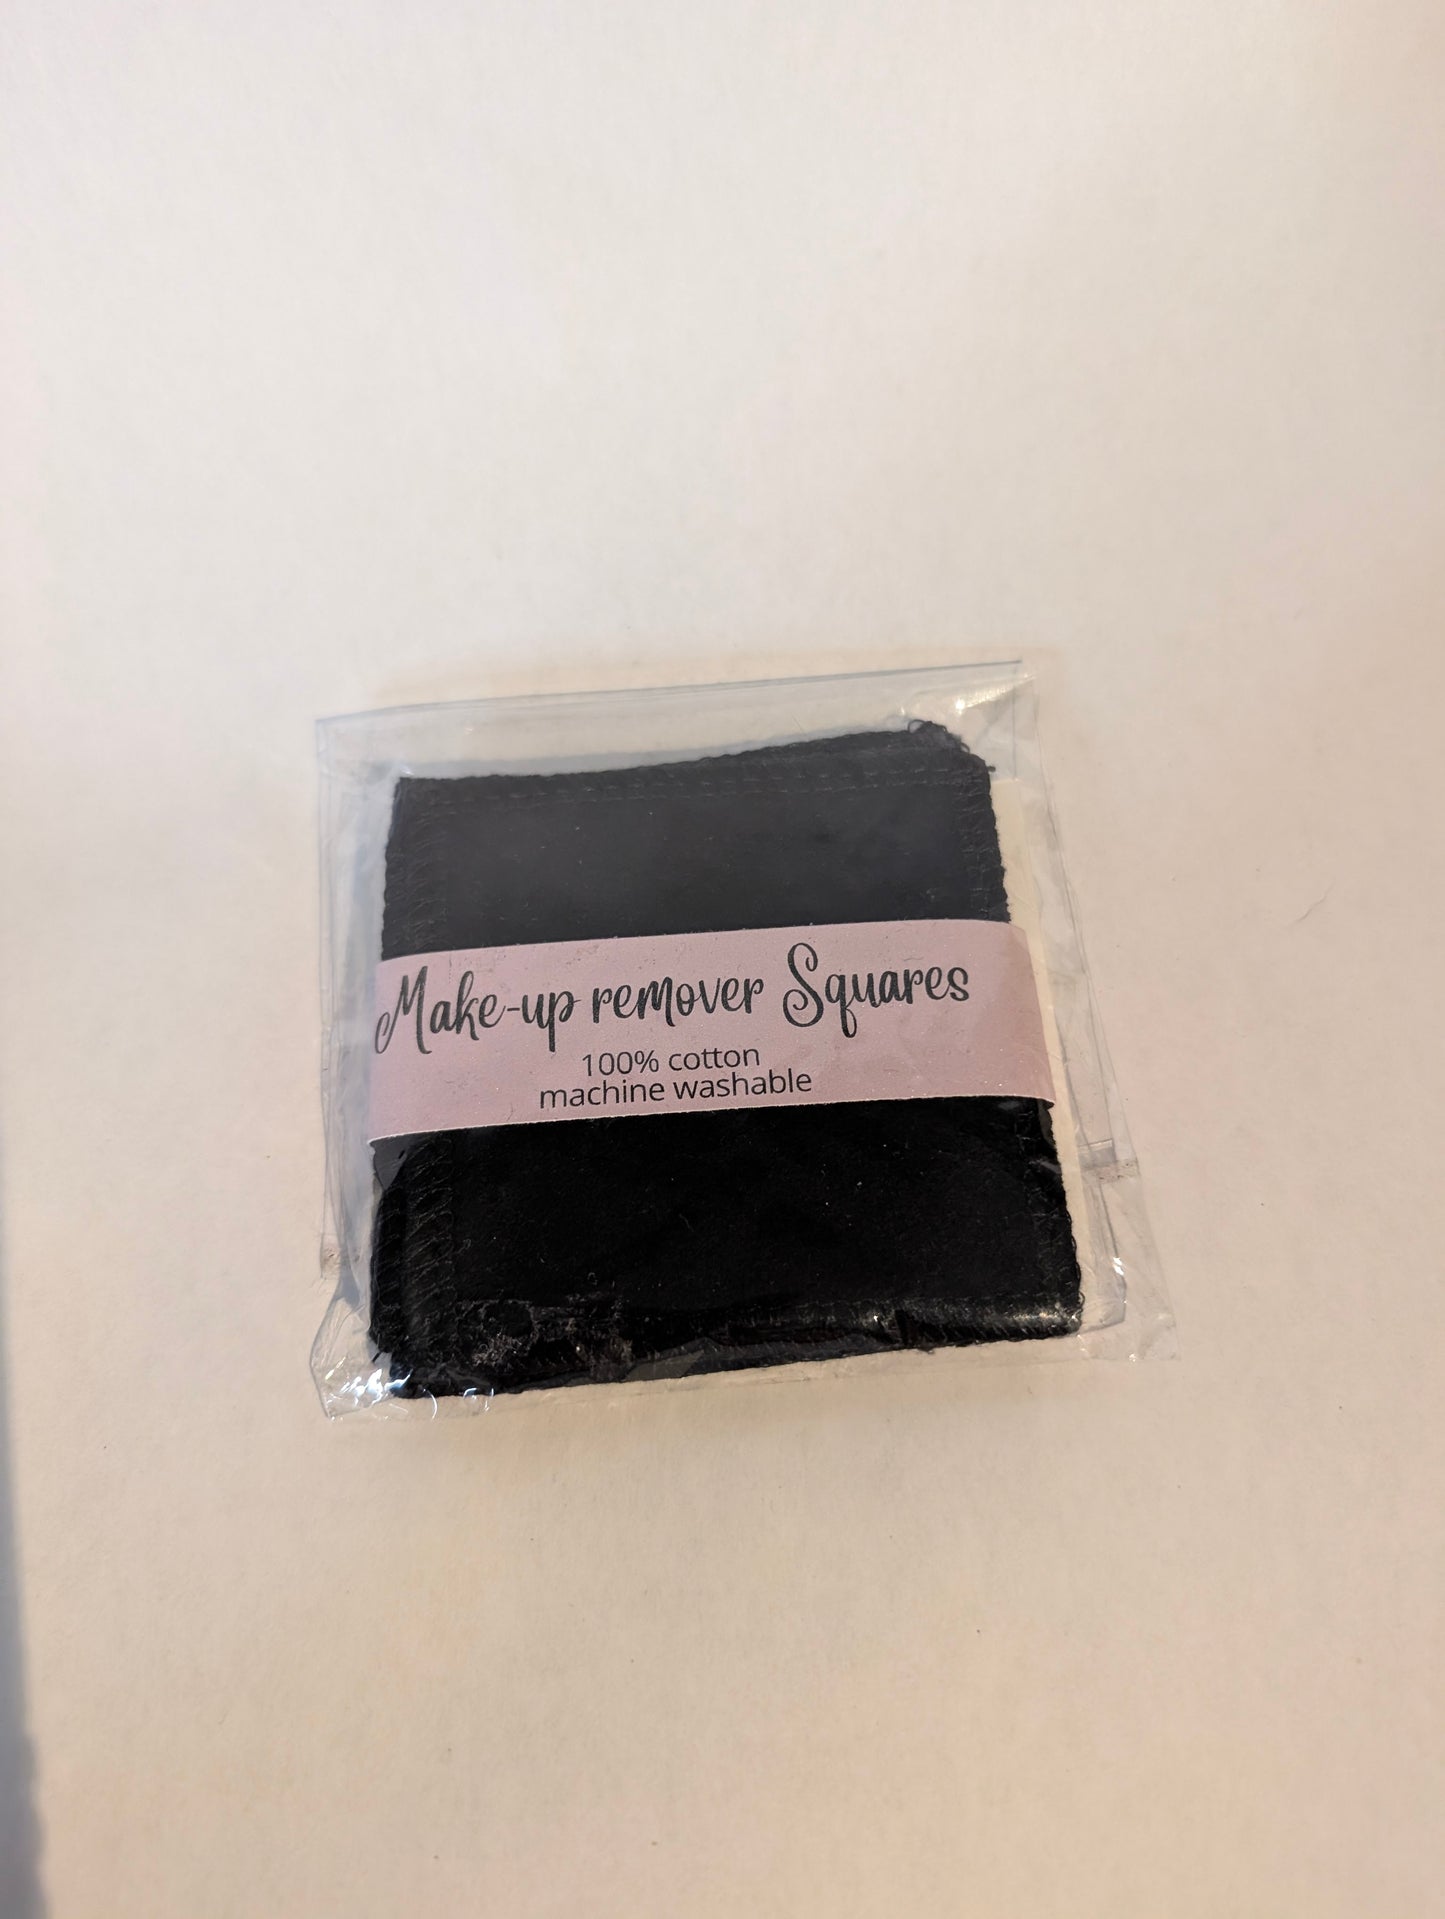 Make-up remover Squares
100% cotton
machine washable